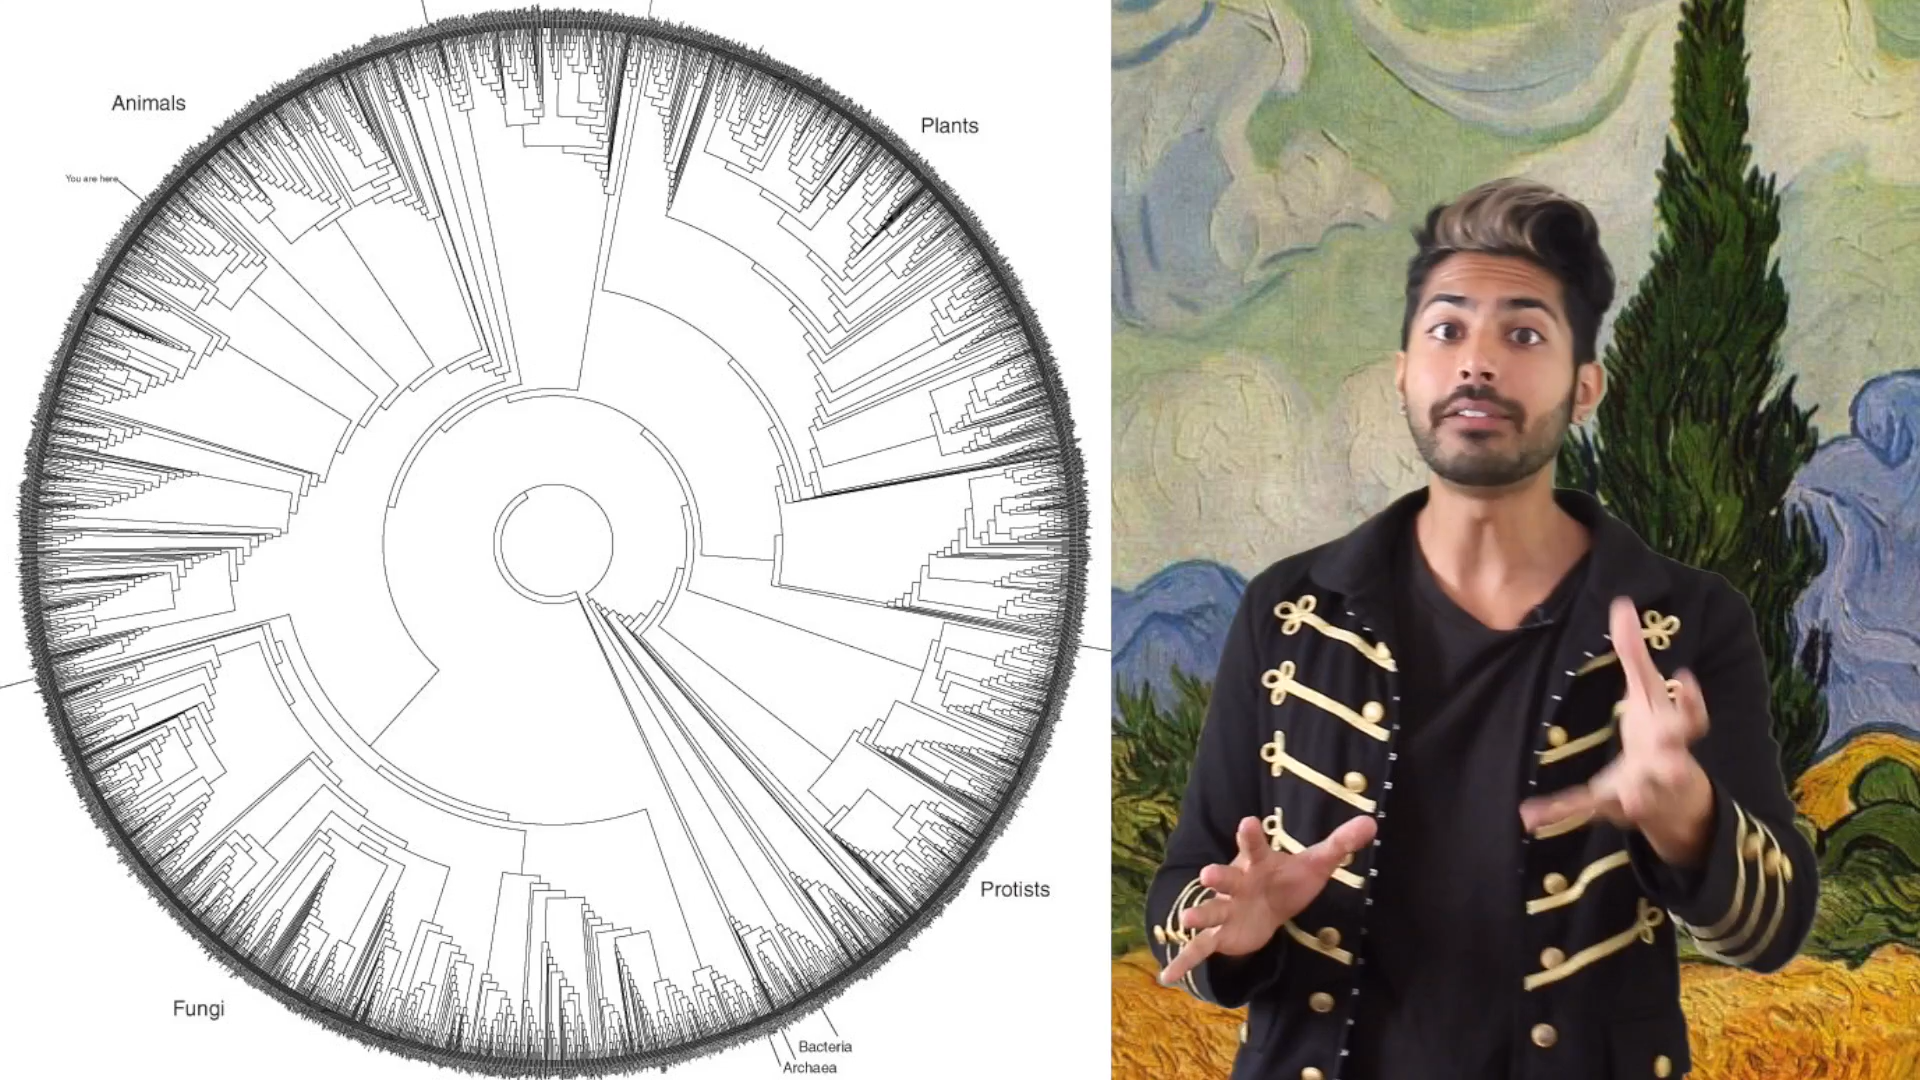 Animals
Plants
You are here
Protists
Fungi
Bacteria
Archaea